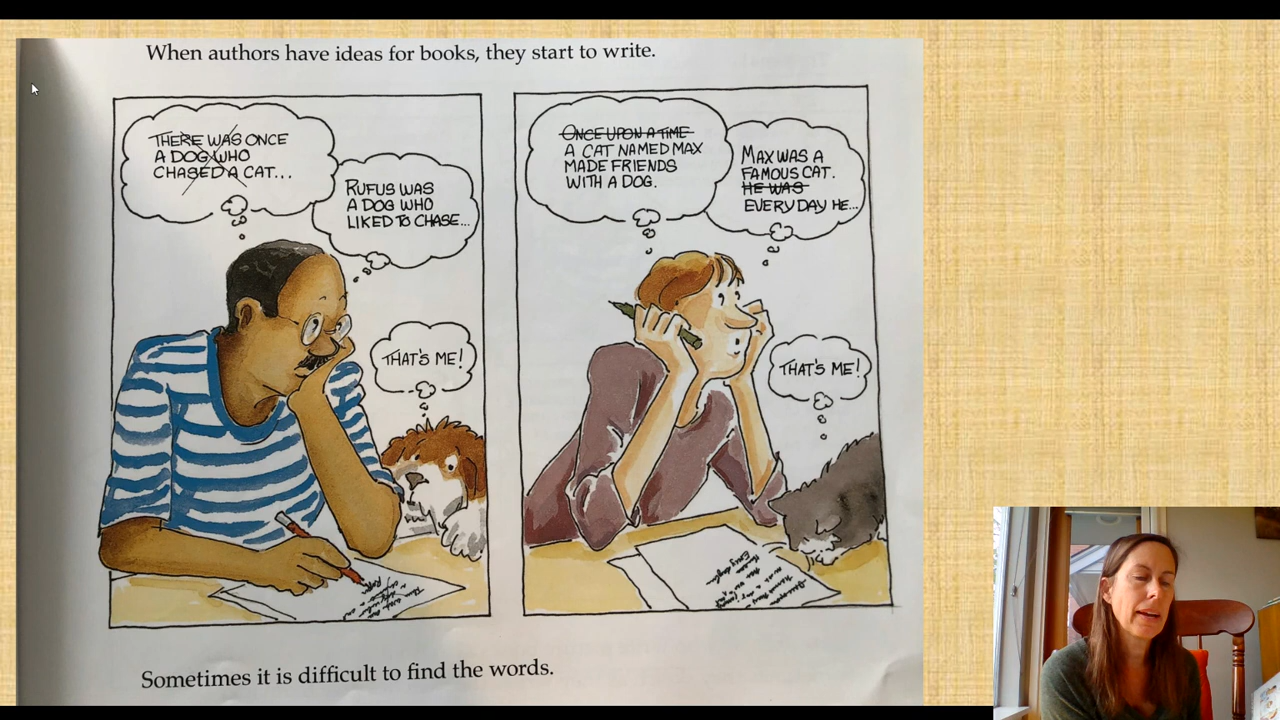 When authors have ideas for books, they start to write.
THERE WAS ONCE
A DOG WHO
CHASED A CAT...
RUFUS WAS
A DOG WHO
LIKED TO CHASE...
THAT'S ME!
ONCE UPON A TIME
A CAT NAMED MAX
MADE FRIENDS
WITH A DOG.
MAX WAS A
FAMOUS CAT.
HE WAS
EVERY DAY HE...
THAT'S ME!
Sometimes it is difficult to find the words.